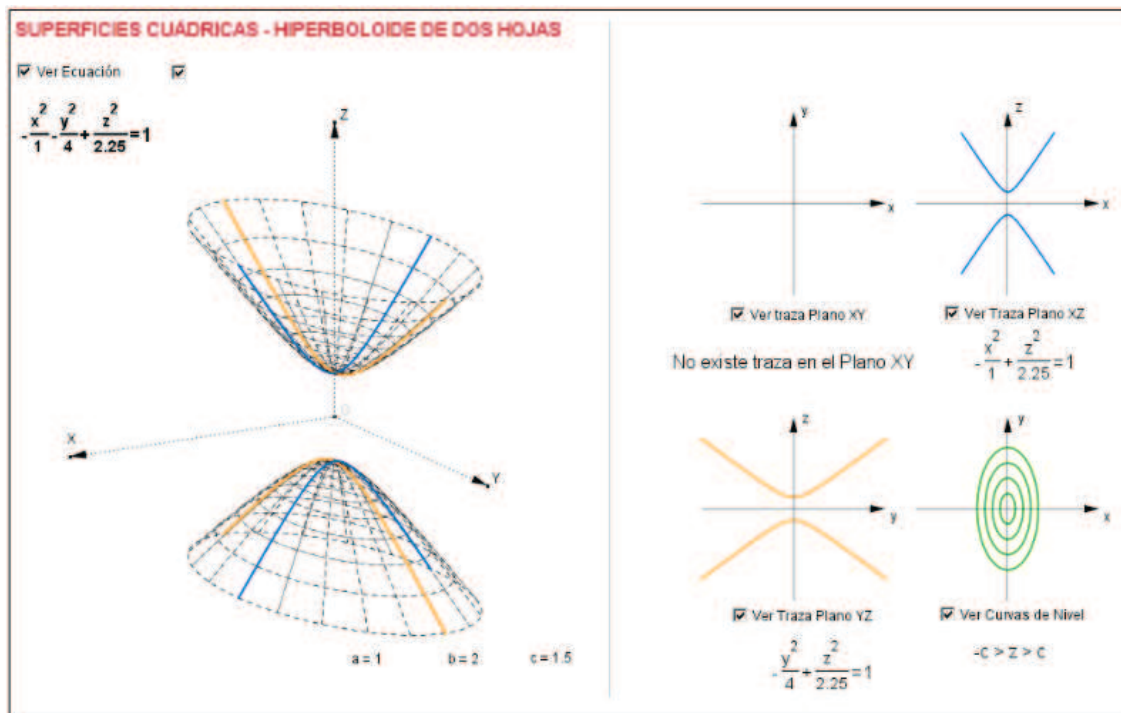 SUPERFICIES CUÁDRICAS - HIPERBOLOIDE DE DOS HOJAS
Ver Ecuación
-x²/1 - y²/4 + z²/2.25 = 1
Z
X
Y
a = 1 b = 2 c = 1.5
y
x
Ver traza Plano XY
No existe traza en el Plano XY
z
x
Ver Traza Plano XZ
-x²/1 + z²/2.25 = 1
z
y
Ver Traza Plano YZ
-y²/4 + z²/2.25 = 1
y
x
Ver Curvas de Nivel
-c > z > c